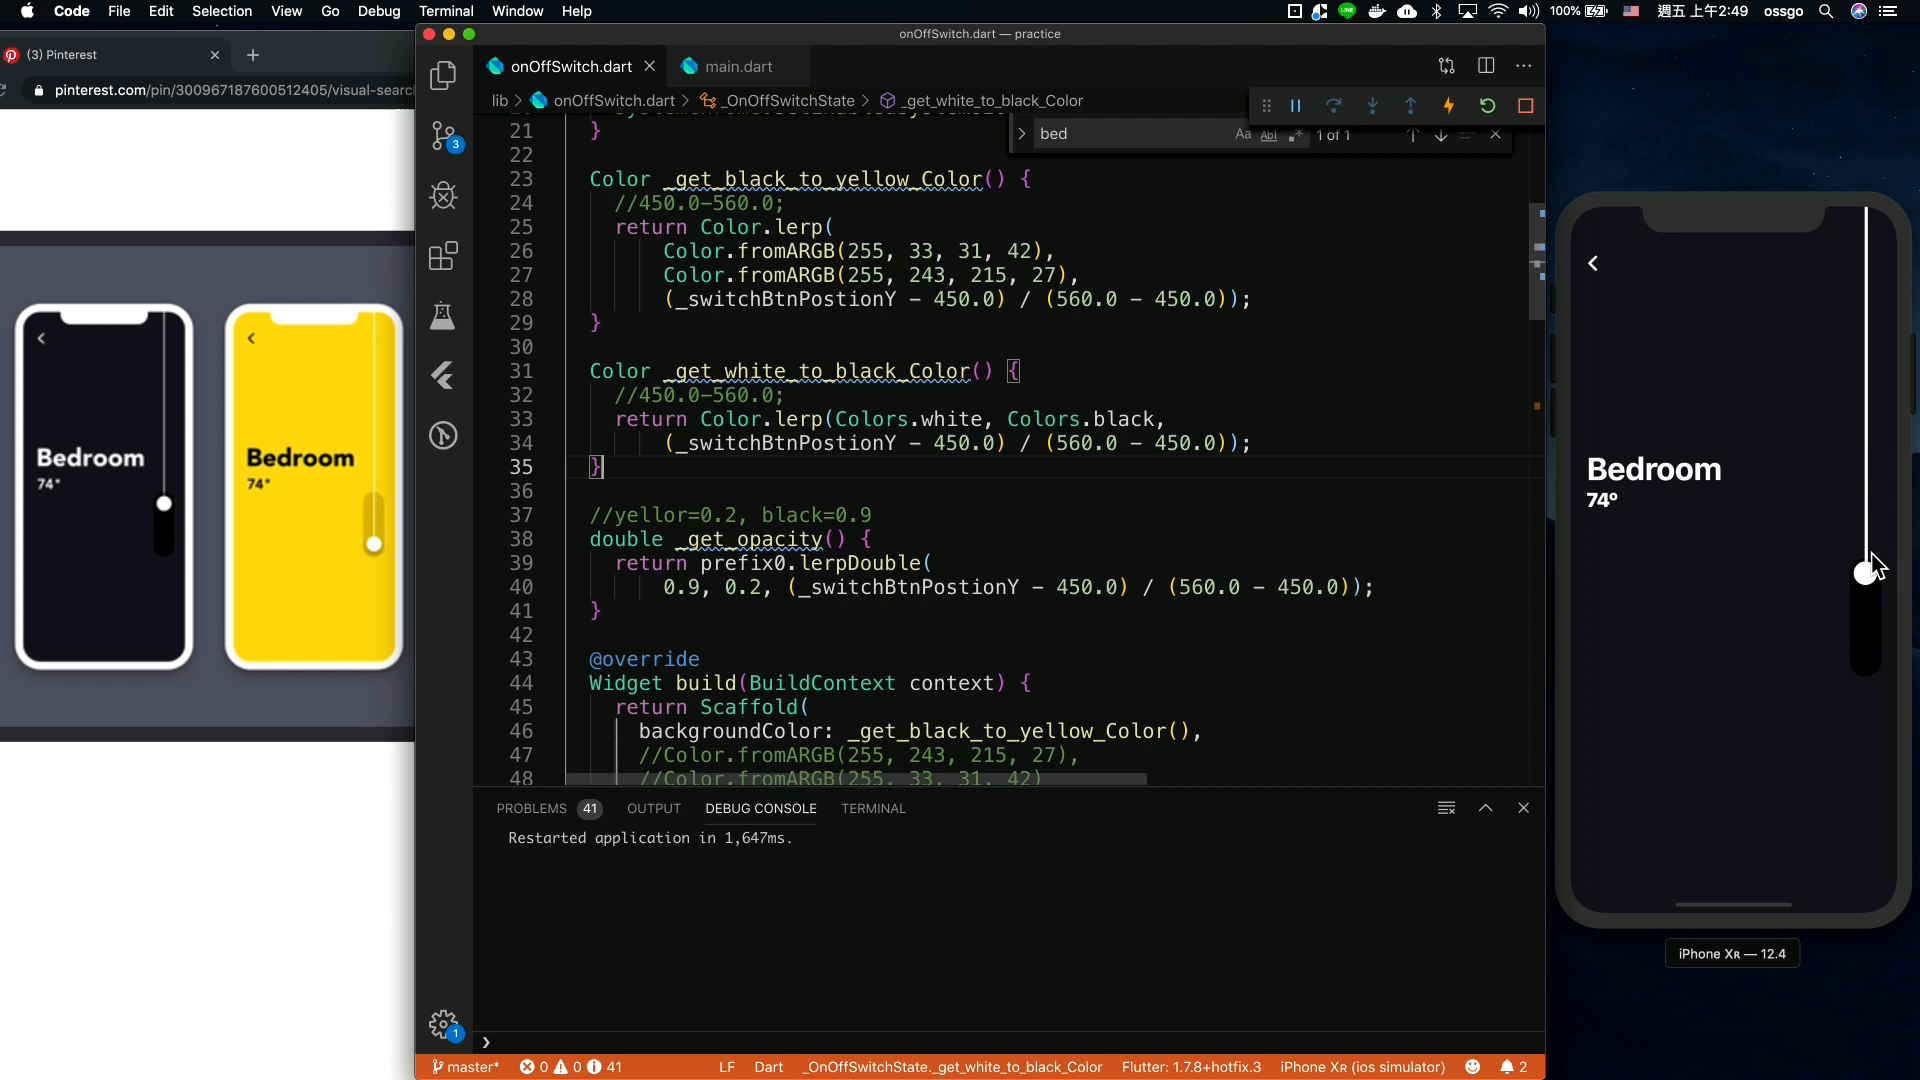 Code File Edit Selection View Go Debug Terminal Window Help
LINE 100% 週五 上午2:49 ossgo
(3) Pinterest
pinterest.com/pin/300967187600512405/visual-searc
Bedroom
74°
Bedroom
74°
onOffSwitch.dart — practice
onOffSwitch.dart main.dart
lib > onOffSwitch.dart > _OnOffSwitchState > _get_white_to_black_Color
bed Aa Abl .* 1 of 1
3
21 }
22
23 Color _get_black_to_yellow_Color() {
24 //450.0-560.0;
25 return Color.lerp(
26 Color.fromARGB(255, 33, 31, 42),
27 Color.fromARGB(255, 243, 215, 27),
28 (_switchBtnPostionY - 450.0) / (560.0 - 450.0));
29 }
30
31 Color _get_white_to_black_Color() {
32 //450.0-560.0;
33 return Color.lerp(Colors.white, Colors.black,
34 (_switchBtnPostionY - 450.0) / (560.0 - 450.0));
35 }
36
37 //yellor=0.2, black=0.9
38 double _get_opacity() {
39 return prefix0.lerpDouble(
40 0.9, 0.2, (_switchBtnPostionY - 450.0) / (560.0 - 450.0));
41 }
42
43 @override
44 Widget build(BuildContext context) {
45 return Scaffold(
46 backgroundColor: _get_black_to_yellow_Color(),
47 //Color.fromARGB(255, 243, 215, 27),
48 //Color.fromARGB(255, 33, 31, 42)
PROBLEMS 41 OUTPUT DEBUG CONSOLE TERMINAL
Restarted application in 1,647ms.
1
master* 0 0 41 LF Dart _OnOffSwitchState._get_white_to_black_Color Flutter: 1.7.8+hotfix.3 iPhone Xʀ (ios simulator) 2
Bedroom
74º
iPhone Xʀ — 12.4